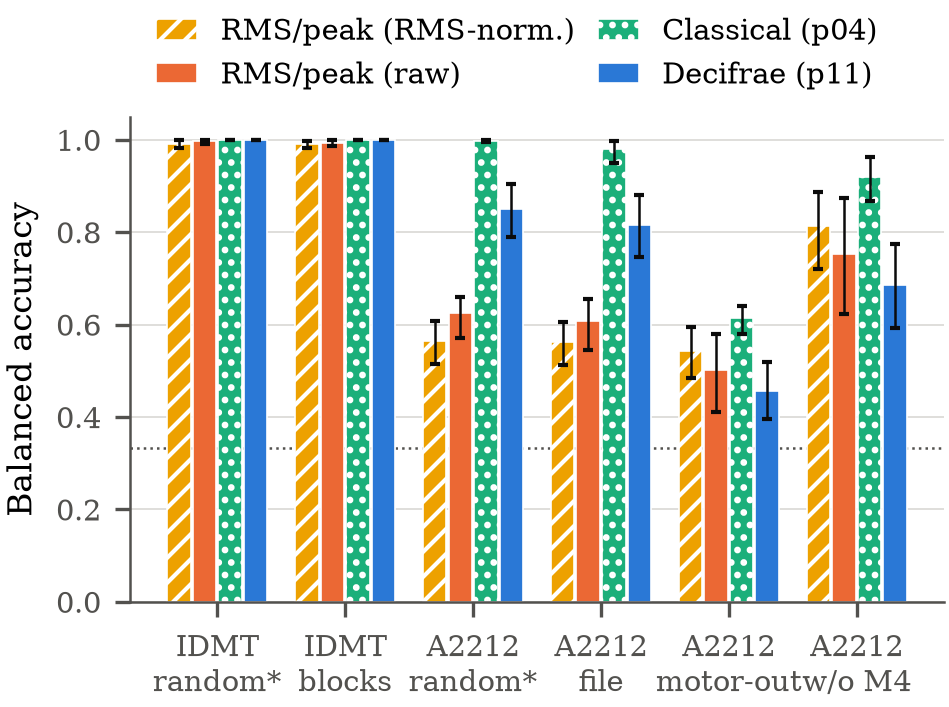 RMS/peak (RMS-norm.)
Classical (p04)
RMS/peak (raw)
Decifrae (p11)
Balanced accuracy
1.0
0.8
0.6
0.4
0.2
0.0
IDMT random*
IDMT blocks
A2212 random*
A2212 file
A2212 motor-out
A2212 w/o M4